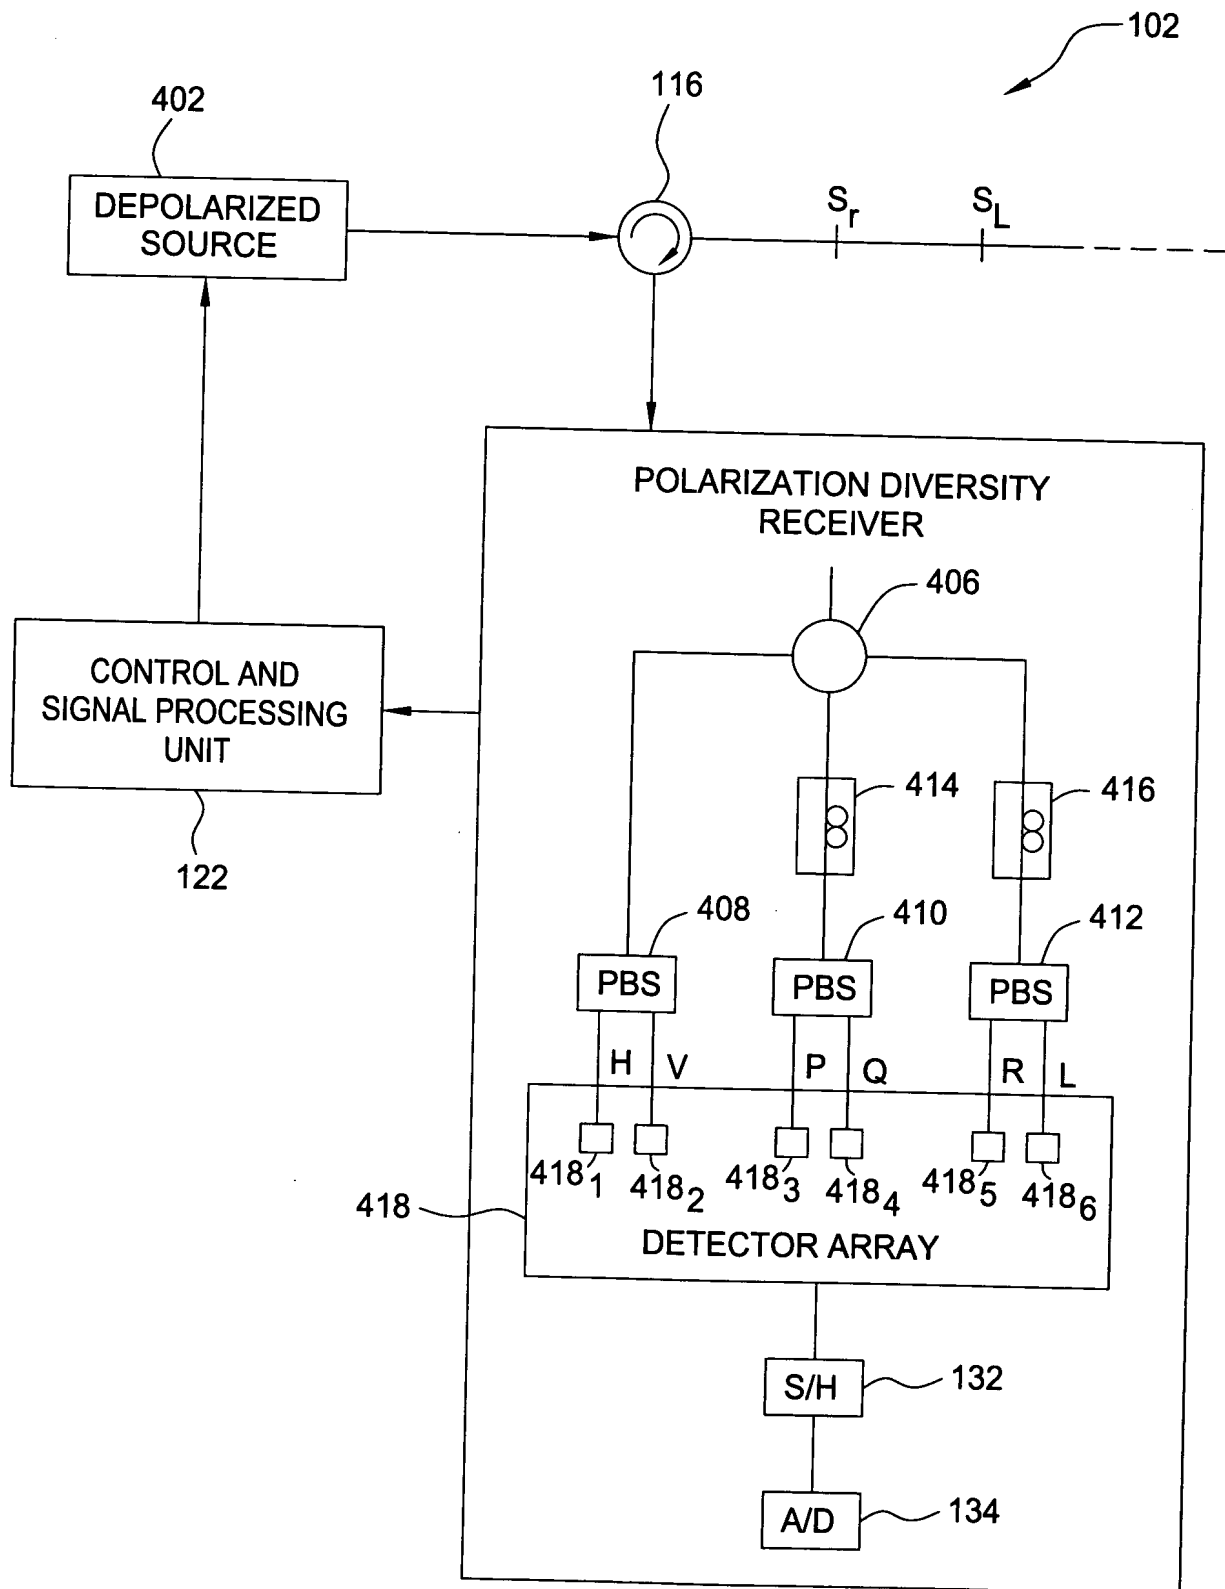 102
116
402
DEPOLARIZED
SOURCE
Sr
SL
POLARIZATION DIVERSITY
RECEIVER
406
CONTROL AND
SIGNAL PROCESSING
UNIT
122
414
416
408
410
412
PBS
PBS
PBS
H
V
P
Q
R
L
418₁
418₂
418₃
418₄
418₅
418₆
418
DETECTOR ARRAY
S/H
132
A/D
134